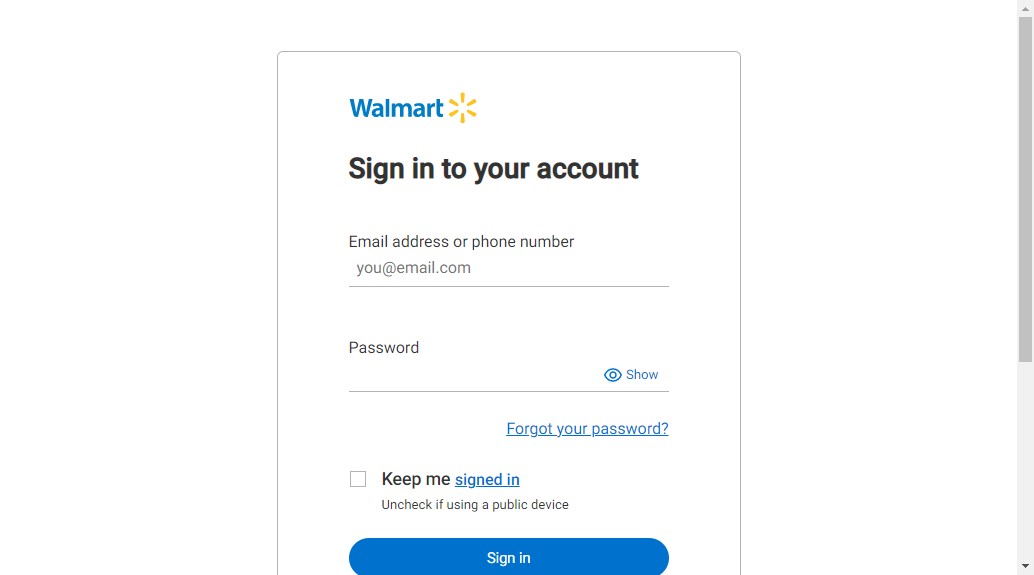 Walmart
Sign in to your account
Email address or phone number
you@email.com
Password
Show
Forgot your password?
Keep me signed in
Uncheck if using a public device
Sign in